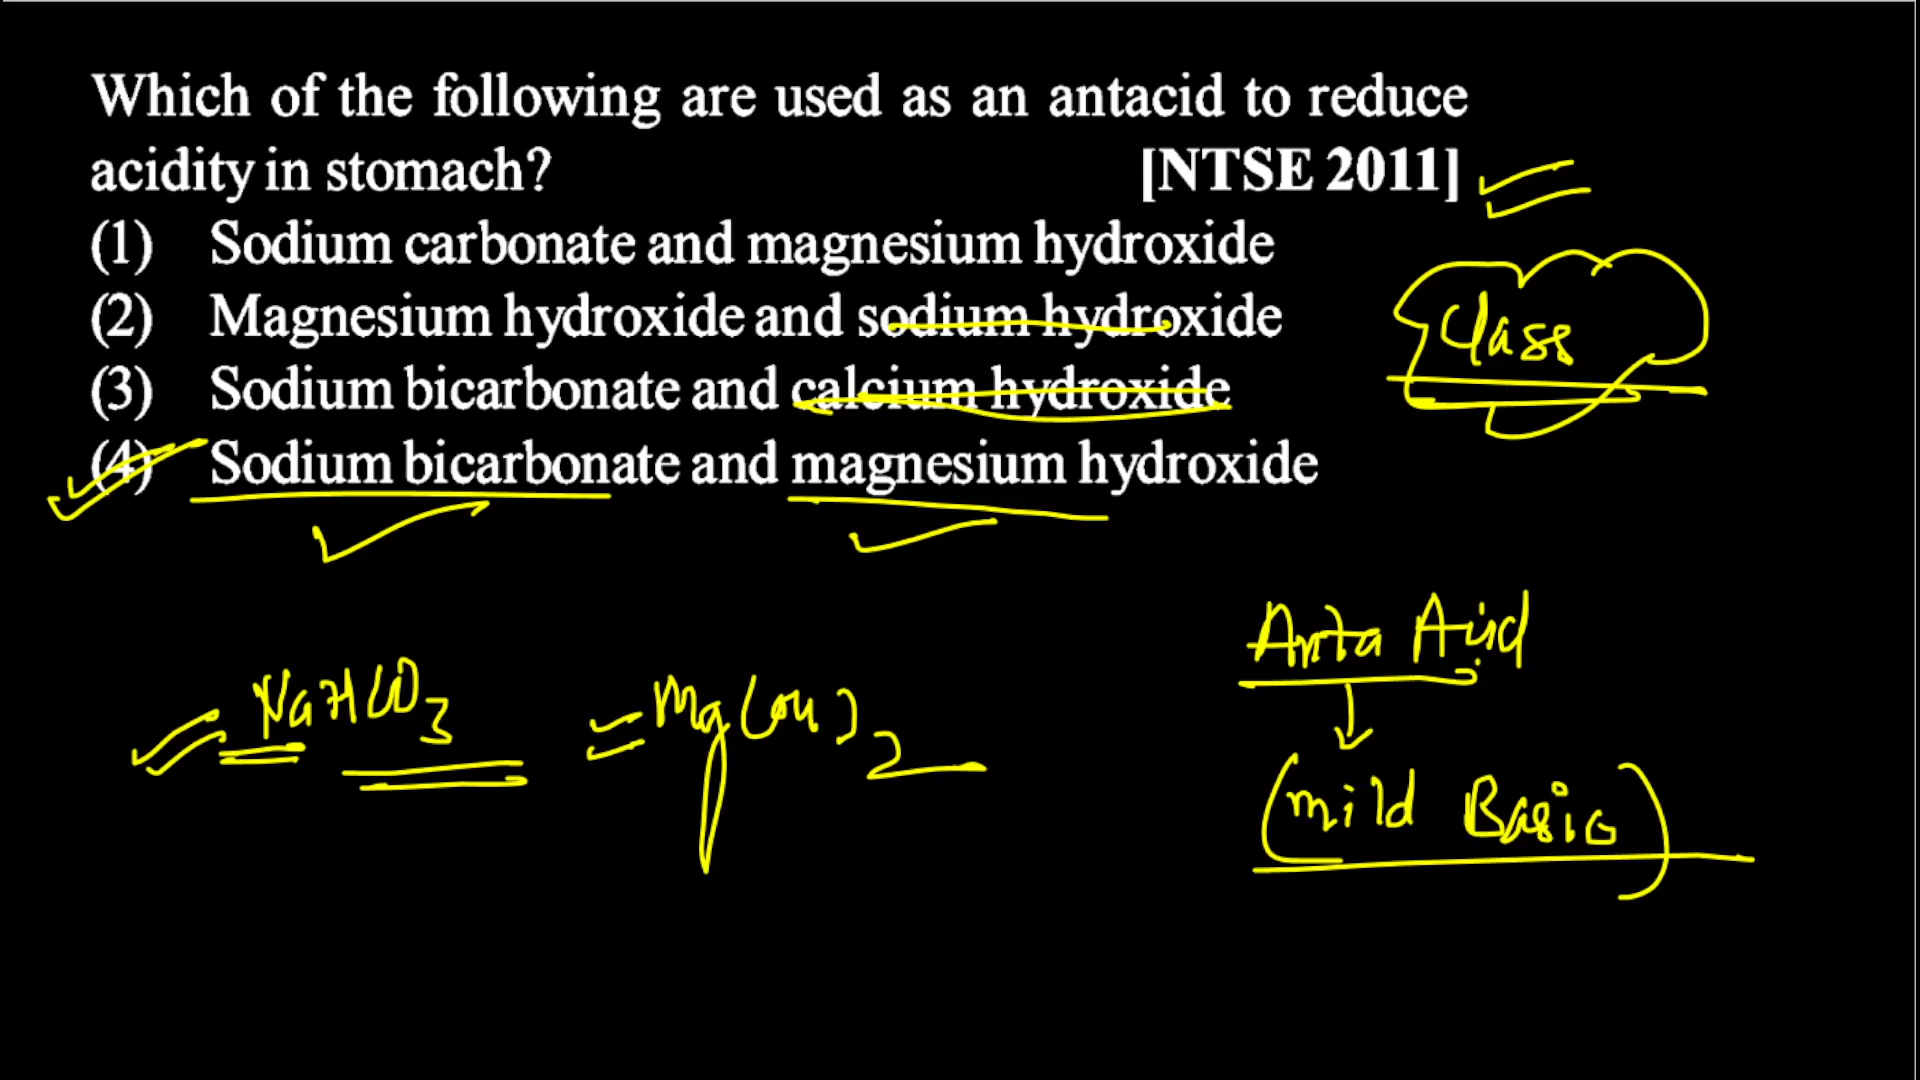 Which of the following are used as an antacid to reduce
acidity in stomach? [NTSE 2011]
(1) Sodium carbonate and magnesium hydroxide
(2) Magnesium hydroxide and sodium hydroxide
(3) Sodium bicarbonate and calcium hydroxide
(4) Sodium bicarbonate and magnesium hydroxide
Class
Anta Acid
NaHCO3 Mg(OH)2
(mild Basic)